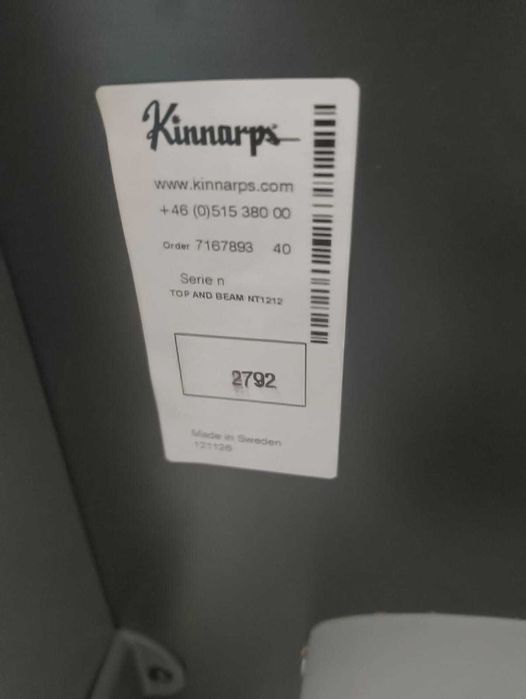 Kinnarps
www.kinnarps.com
+46 (0)515 380 00
Order 7167893 40
Serie n
TOP AND BEAM NT1212
2792
Made in Sweden
121126